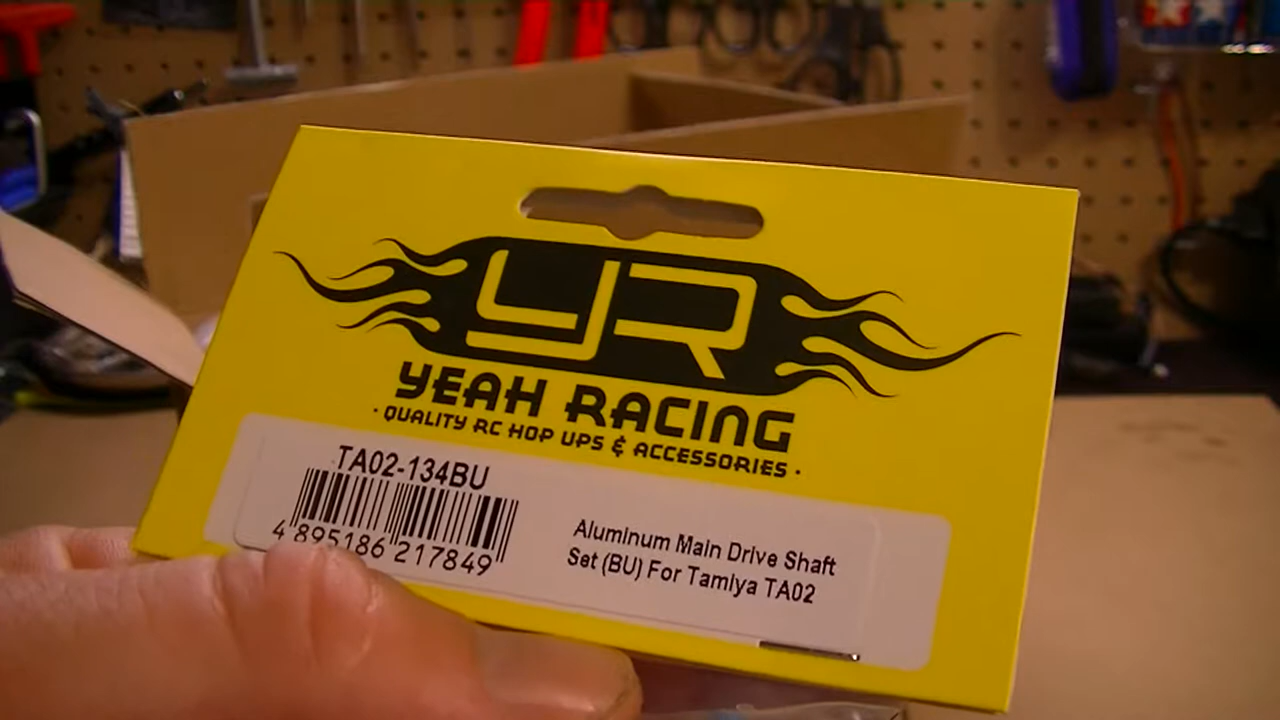 YR
YEAH RACING
· QUALITY RC HOP UPS & ACCESSORIES ·
TA02-134BU
4 895186 217849
Aluminum Main Drive Shaft
Set (BU) For Tamiya TA02